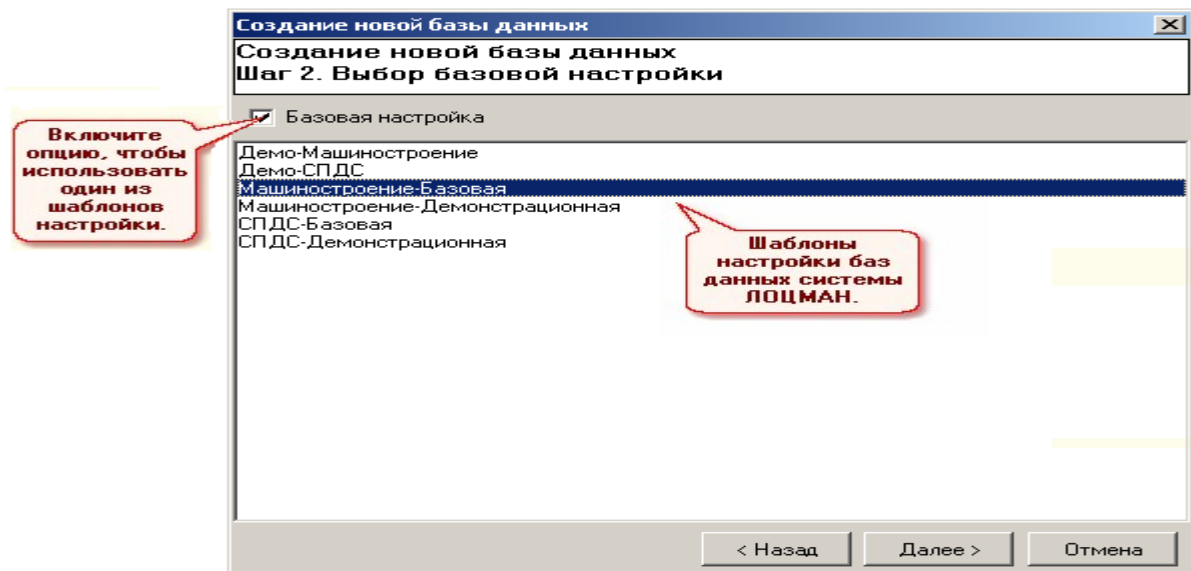 Создание новой базы данных
Создание новой базы данных
Шаг 2. Выбор базовой настройки
Базовая настройка
Включите
опцию, чтобы
использовать
один из
шаблонов
настройки.
Демо-Машиностроение
Демо-СПДС
Машиностроение-Базовая
Машиностроение-Демонстрационная
СПДС-Базовая
СПДС-Демонстрационная
Шаблоны
настройки баз
данных системы
ЛОЦМАН.
< Назад
Далее >
Отмена